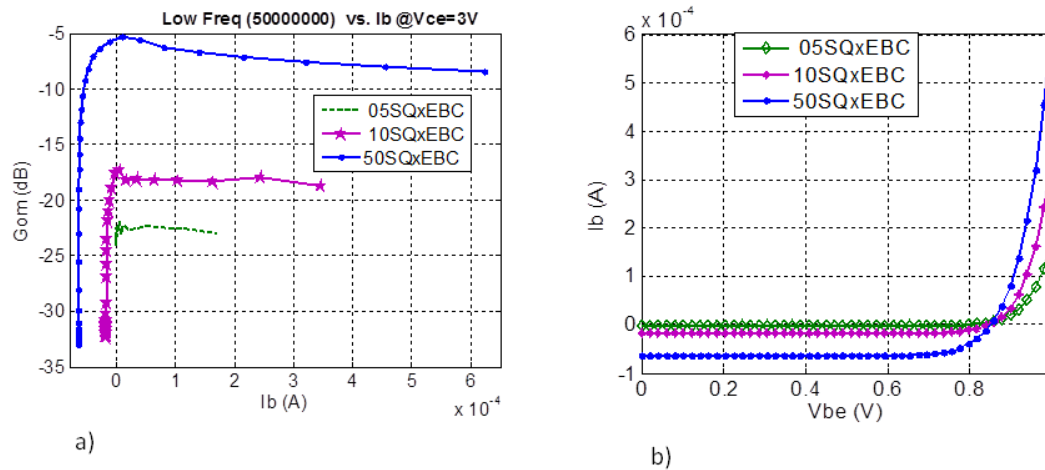 Low Freq (50000000) vs. Ib @Vce=3V
-5
-10
-15
-20
-25
-30
-35
Gom (dB)
05SQxEBC
10SQxEBC
50SQxEBC
0 1 2 3 4 5 6
Ib (A)
x 10^-4
a)
x 10^-4
6
5
4
3
2
1
0
-1
Ib (A)
05SQxEBC
10SQxEBC
50SQxEBC
0 0.2 0.4 0.6 0.8
Vbe (V)
b)